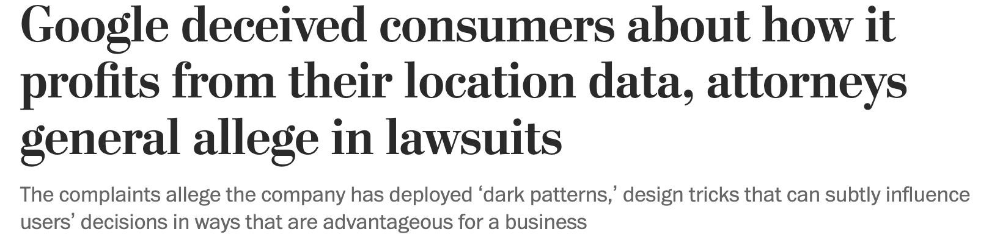 Google deceived consumers about how it
profits from their location data, attorneys
general allege in lawsuits
The complaints allege the company has deployed ‘dark patterns,’ design tricks that can subtly influence
users’ decisions in ways that are advantageous for a business